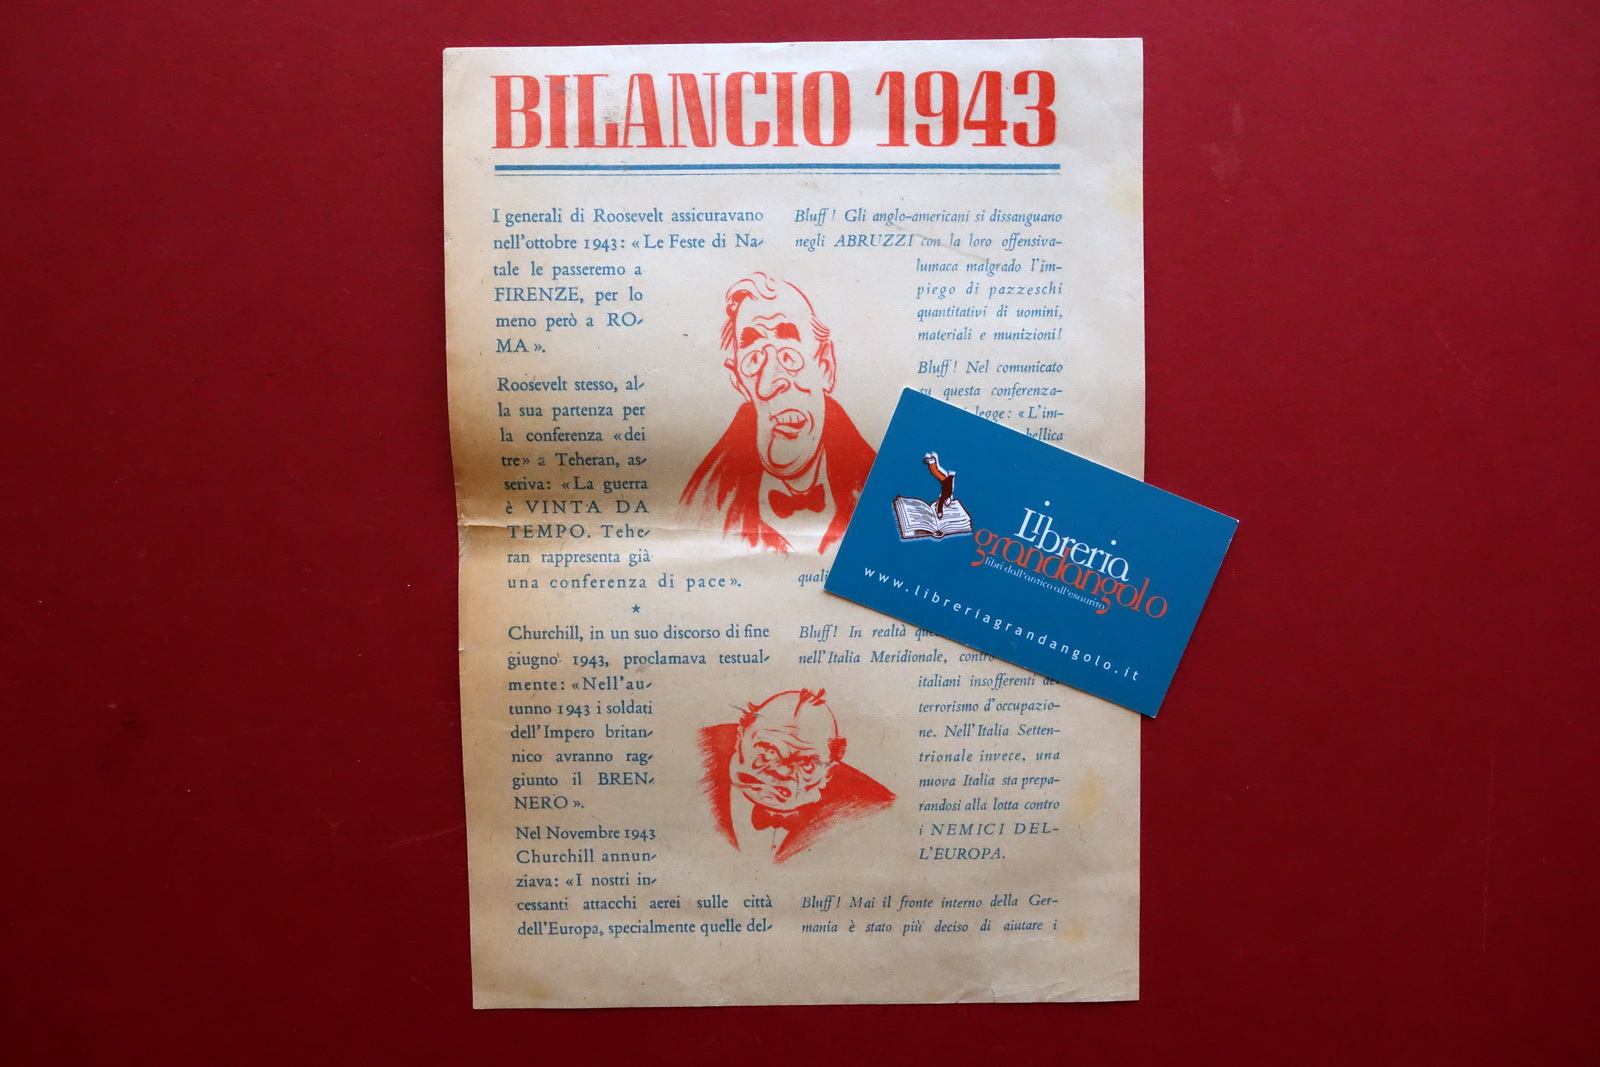 BILANCIO 1943
I generali di Roosevelt assicuravano
nell'ottobre 1943: «Le Feste di Na-
tale le passeremo a
FIRENZE, per lo
meno però a RO-
MA».
Roosevelt stesso, al-
la sua partenza per
la conferenza «dei
tre» a Teheran, as-
seriva: «La guerra
è VINTA DA
TEMPO. Tehe-
ran rappresenta già
una conferenza di pace».
*
Churchill, in un suo discorso di fine
giugno 1943, proclamava testual-
mente: «Nell'au-
tunno 1943 i soldati
dell'Impero britan-
nico avranno rag-
giunto il BREN-
NERO».
Nel Novembre 1943
Churchill annun-
ziava: «I nostri in-
cessanti attacchi aerei sulle città
dell'Europa, specialmente quelle del-
Bluff! Gli anglo-americani si dissanguano
negli ABRUZZI con la loro offensiva-
lumaca malgrado l'im-
piego di pazzeschi
quantitativi di uomini,
materiali e munizioni!
Bluff! Nel comunicato
su questa conferenza-
legge: «L'im-
bellica
quali
Bluff! In realtà
nell'Italia Meridionale,
italiani insofferenti del
terrorismo d'occupazio-
ne. Nell'Italia Setten-
trionale invece, una
nuova Italia sta prepa-
randosi alla lotta contro
i NEMICI DEL-
L'EUROPA.
Bluff! Mai il fronte interno della Ger-
mania è stato più deciso di aiutare i
Libreria
grandangolo
libri dall'antico all'esaurito
www.libreriagrandangolo.it